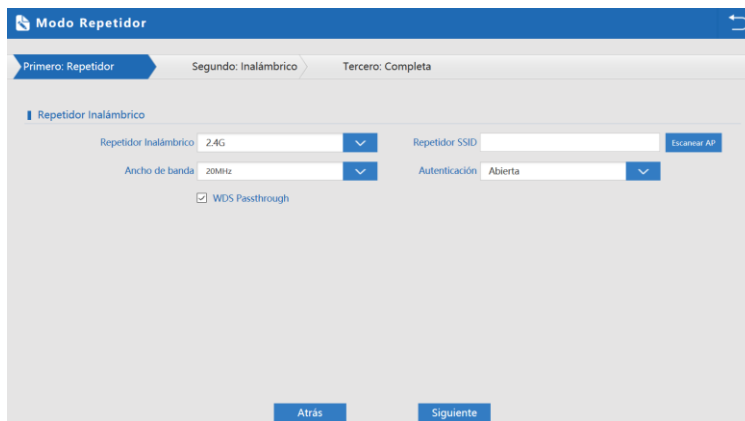 Modo Repetidor
Primero: Repetidor Segundo: Inalámbrico Tercero: Completa
Repetidor Inalámbrico
Repetidor Inalámbrico 2.4G Repetidor SSID Escanear AP
Ancho de banda 20MHz Autenticación Abierta
WDS Passthrough
Atrás Siguiente